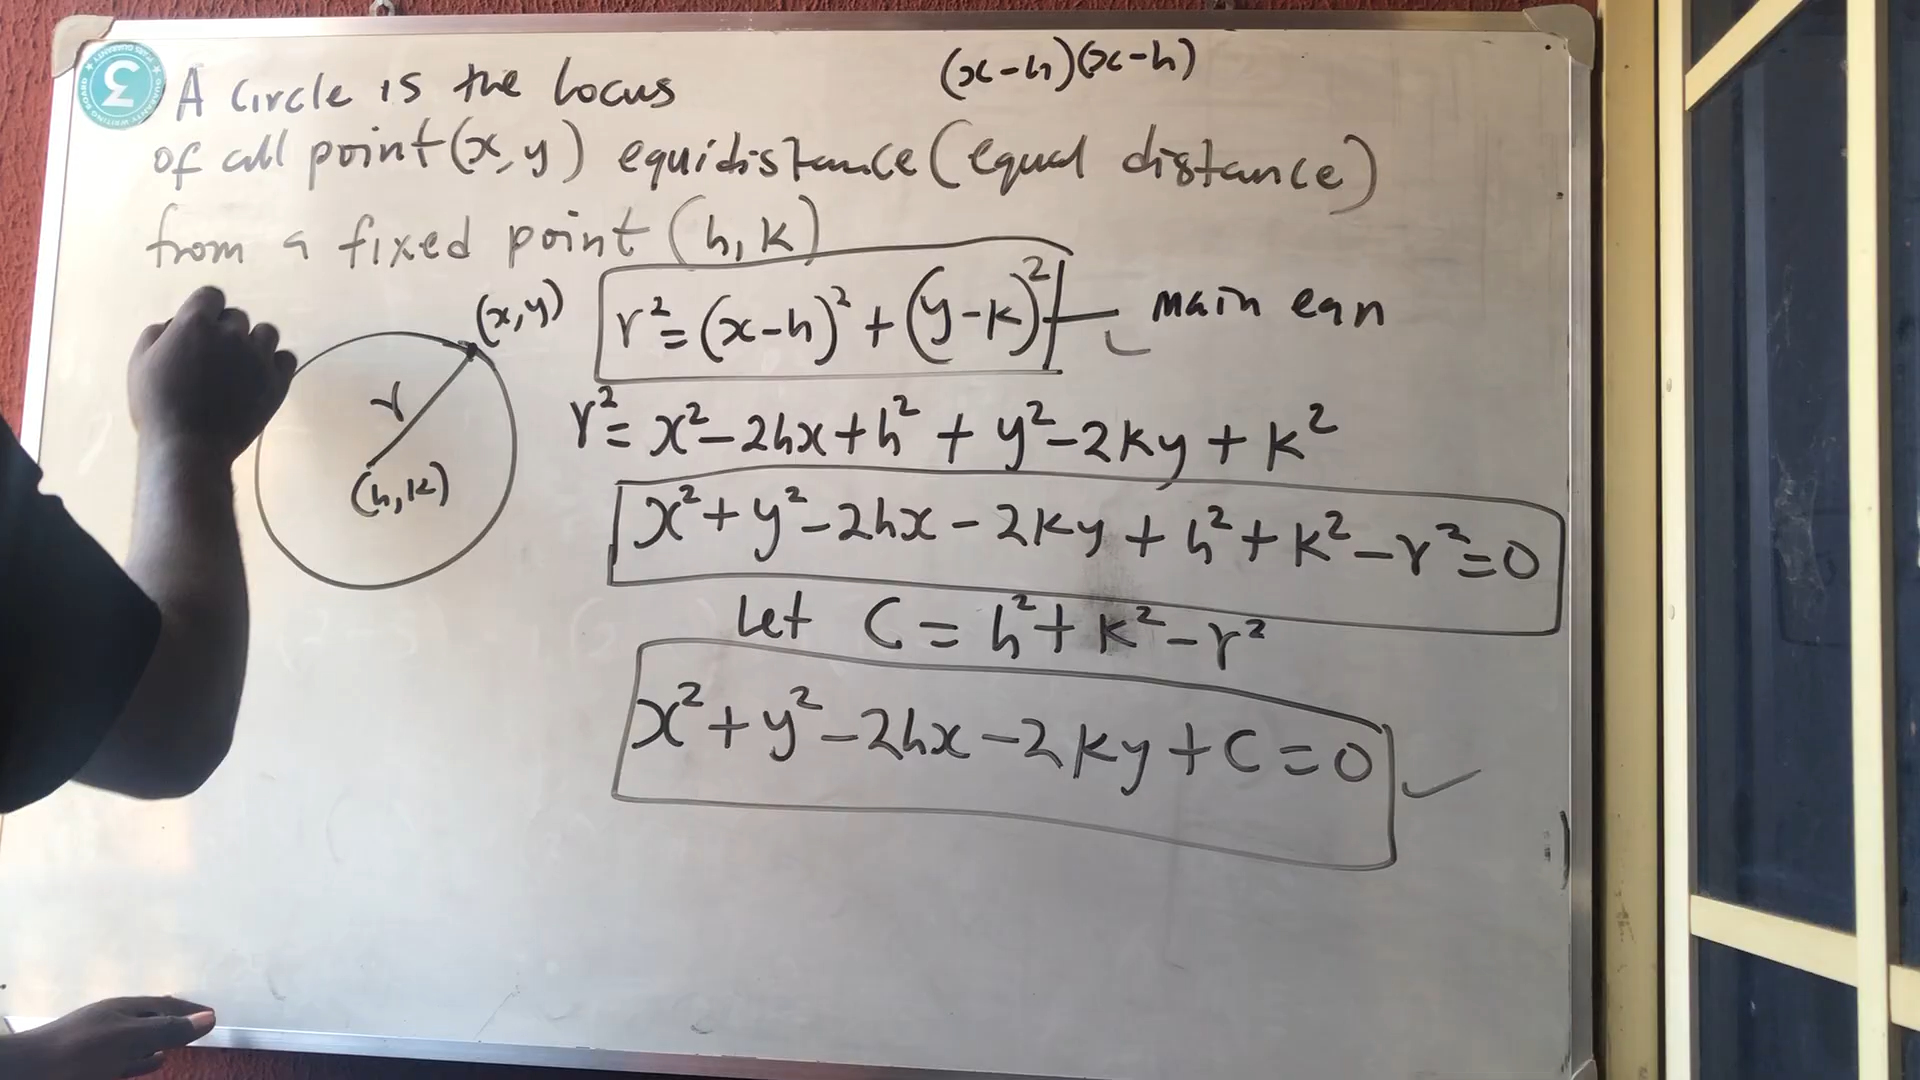 (x-h)(x-h)
A circle is the locus
of all point (x, y) equidistance (equal distance)
from a fixed point (h, k)
(x, y)
r² = (x-h)² + (y-k)² — main eqn
r
(h, k)
r² = x² - 2hx + h² + y² - 2ky + k²
x² + y² - 2hx - 2ky + h² + k² - r² = 0
Let C = h² + k² - r²
x² + y² - 2hx - 2ky + C = 0
3